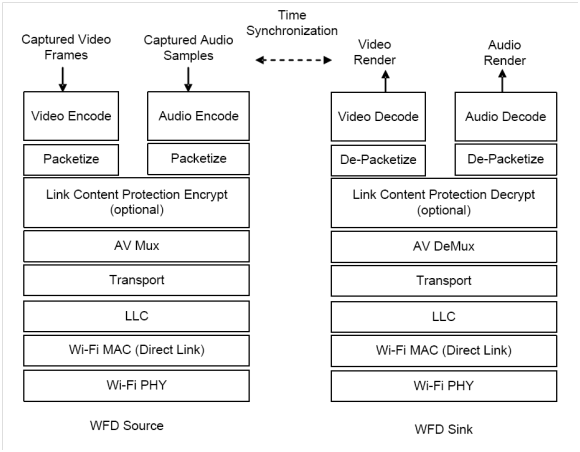 Time
Synchronization
Captured Video
Frames
Captured Audio
Samples
Video
Render
Audio
Render
Video Encode
Audio Encode
Video Decode
Audio Decode
Packetize
Packetize
De-Packetize
De-Packetize
Link Content Protection Encrypt
(optional)
Link Content Protection Decrypt
(optional)
AV Mux
AV DeMux
Transport
Transport
LLC
LLC
Wi-Fi MAC (Direct Link)
Wi-Fi MAC (Direct Link)
Wi-Fi PHY
Wi-Fi PHY
WFD Source
WFD Sink